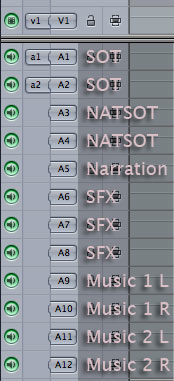 v1 V1
a1 A1 SOT
a2 A2 SOT
A3 NATSOT
A4 NATSOT
A5 Narration
A6 SFX
A7 SFX
A8 SFX
A9 Music 1 L
A10 Music 1 R
A11 Music 2 L
A12 Music 2 R